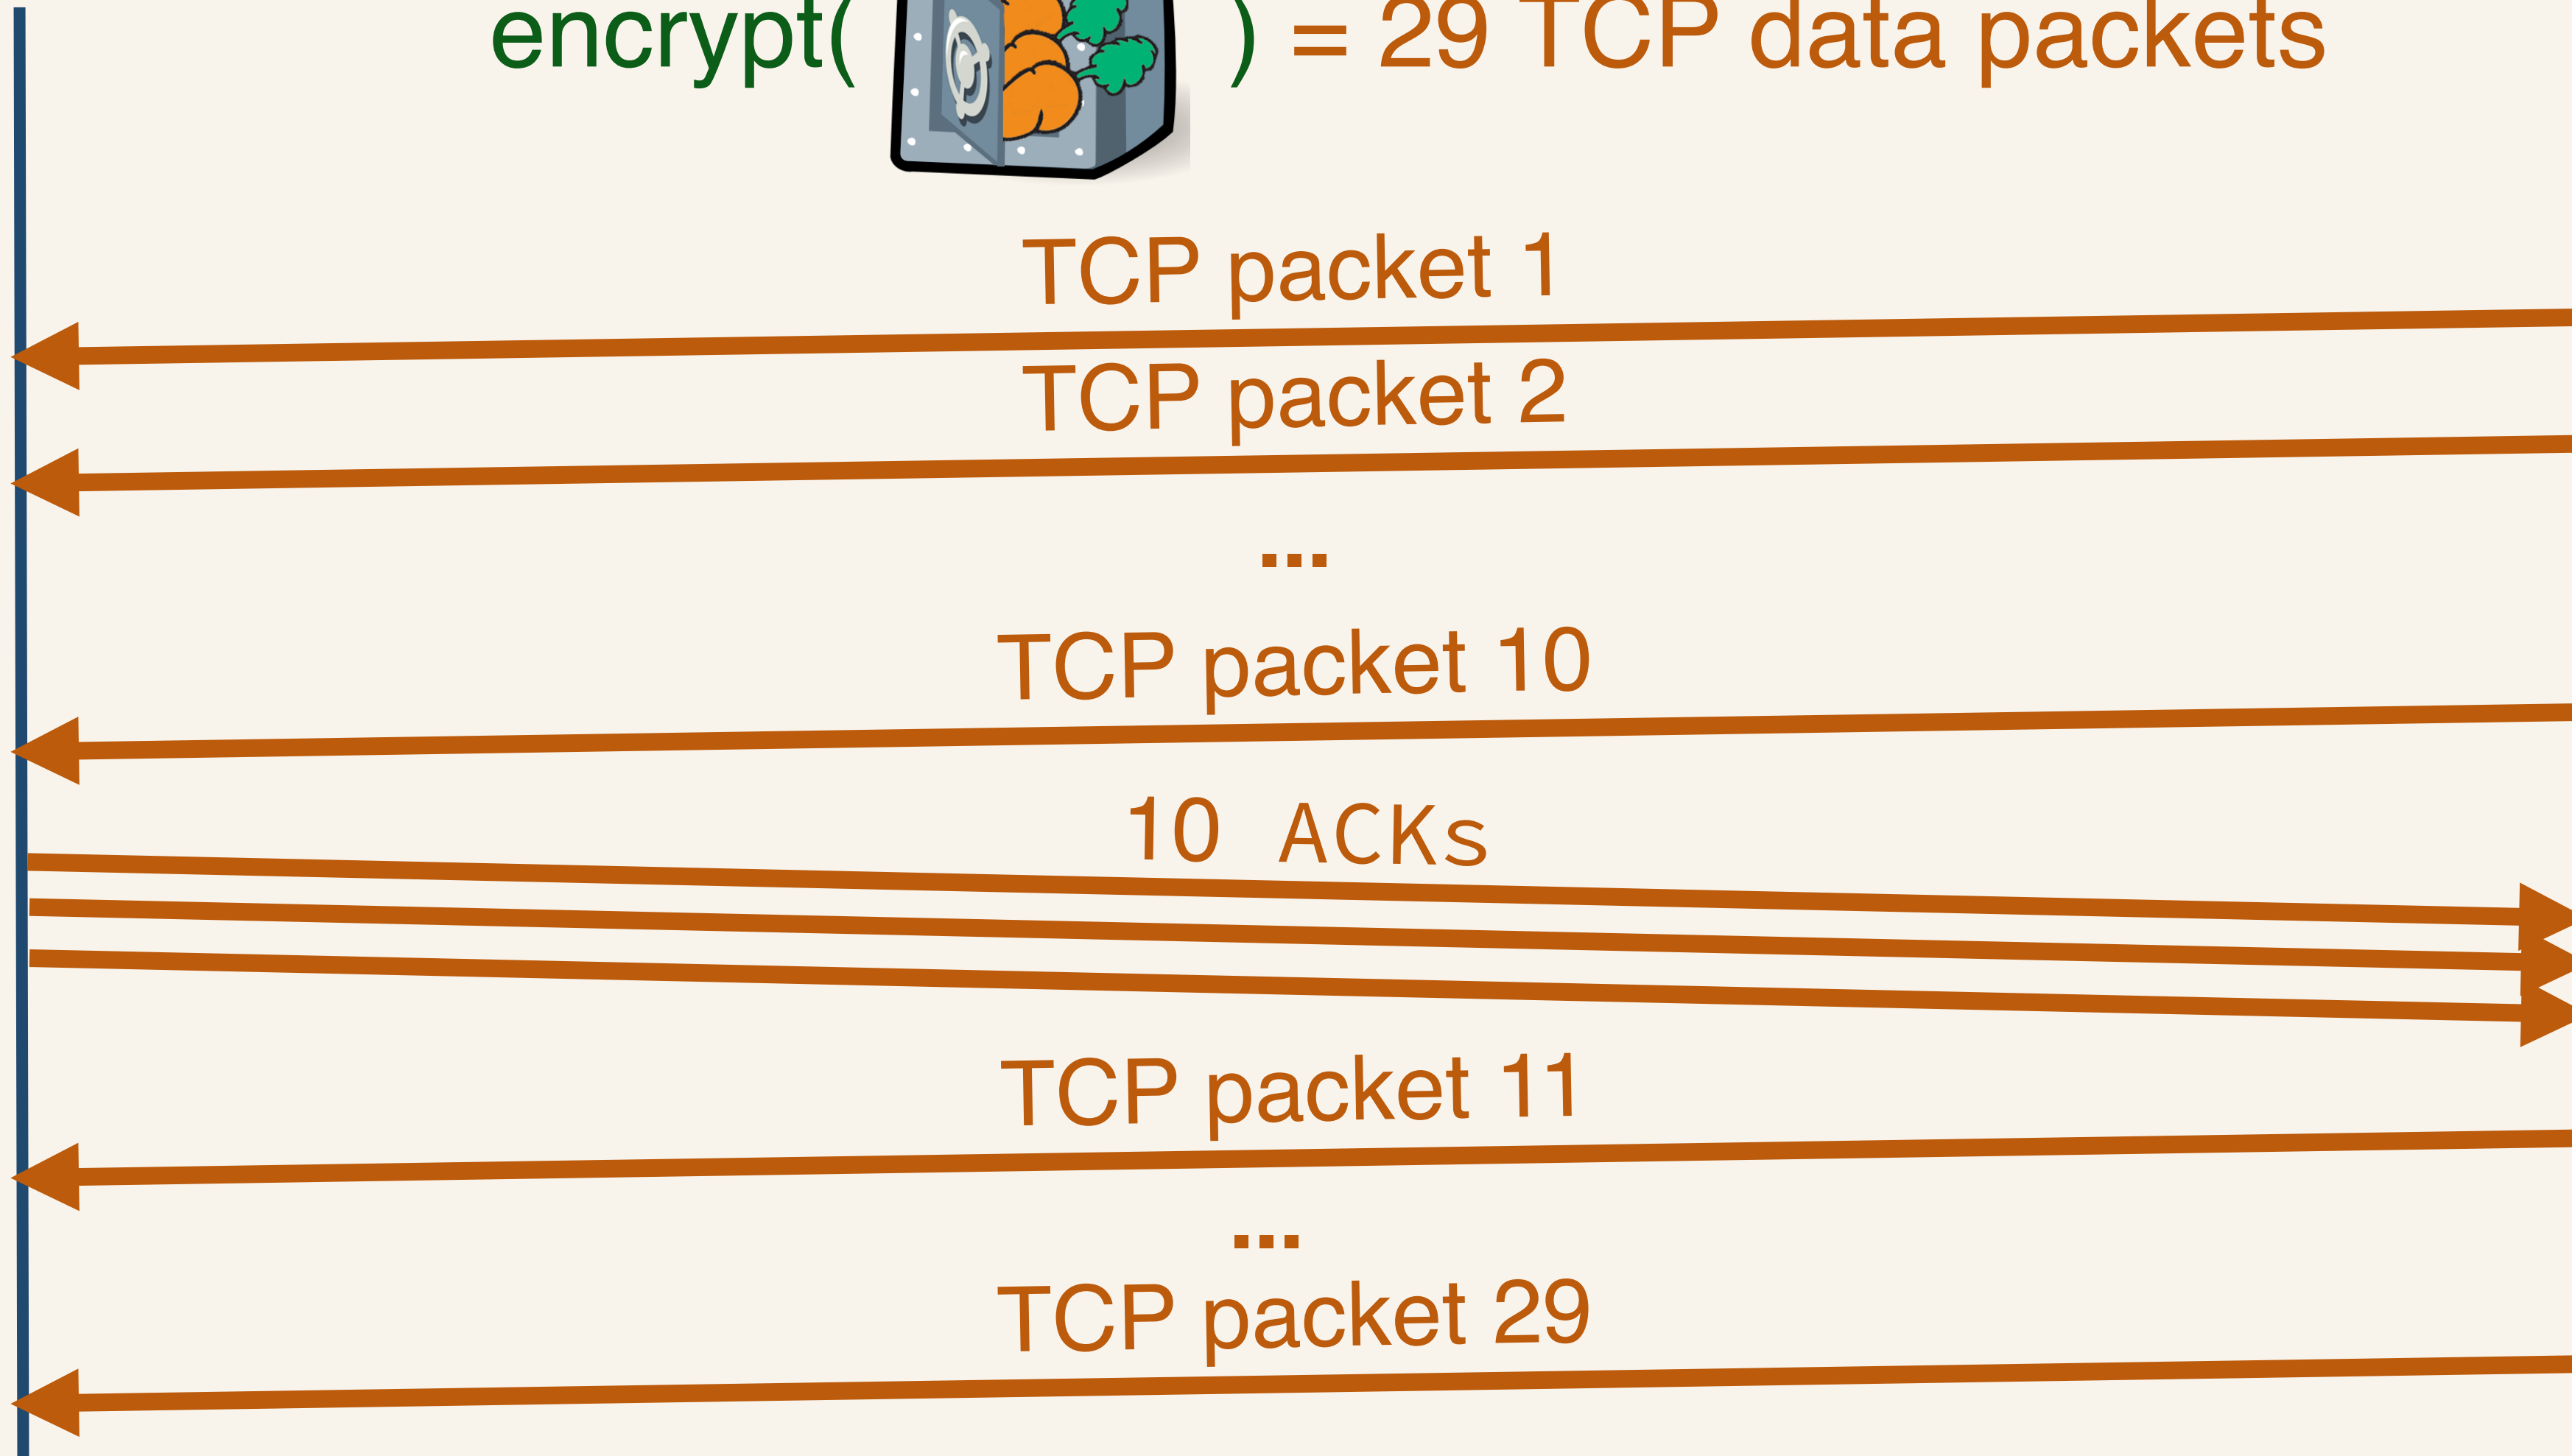 encrypt( ) = 29 TCP data packets
TCP packet 1
TCP packet 2
...
TCP packet 10
10 ACKs
TCP packet 11
...
TCP packet 29